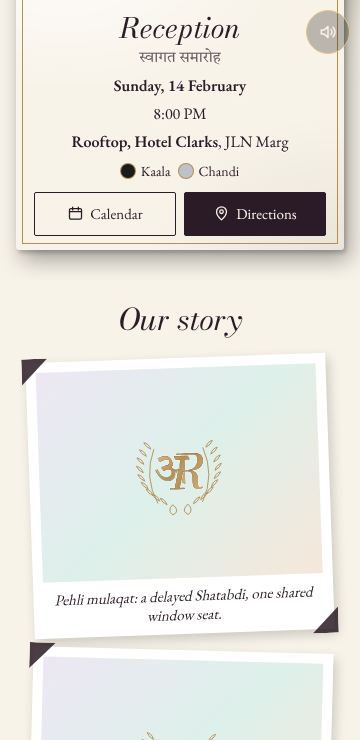 Reception
स्वागत समारोह
Sunday, 14 February
8:00 PM
Rooftop, Hotel Clarks, JLN Marg
Kaala Chandi
Calendar Directions
Our story
अR
Pehli mulaqat: a delayed Shatabdi, one shared
window seat.